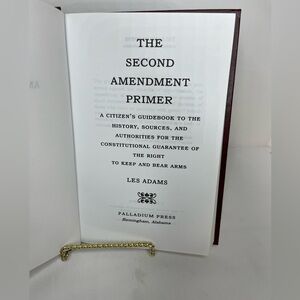 THE
SECOND
AMENDMENT
PRIMER
A CITIZEN'S GUIDEBOOK TO THE
HISTORY, SOURCES, AND
AUTHORITIES FOR THE
CONSTITUTIONAL GUARANTEE OF
THE RIGHT
TO KEEP AND BEAR ARMS
LES ADAMS
PALLADIUM PRESS
Birmingham, Alabama